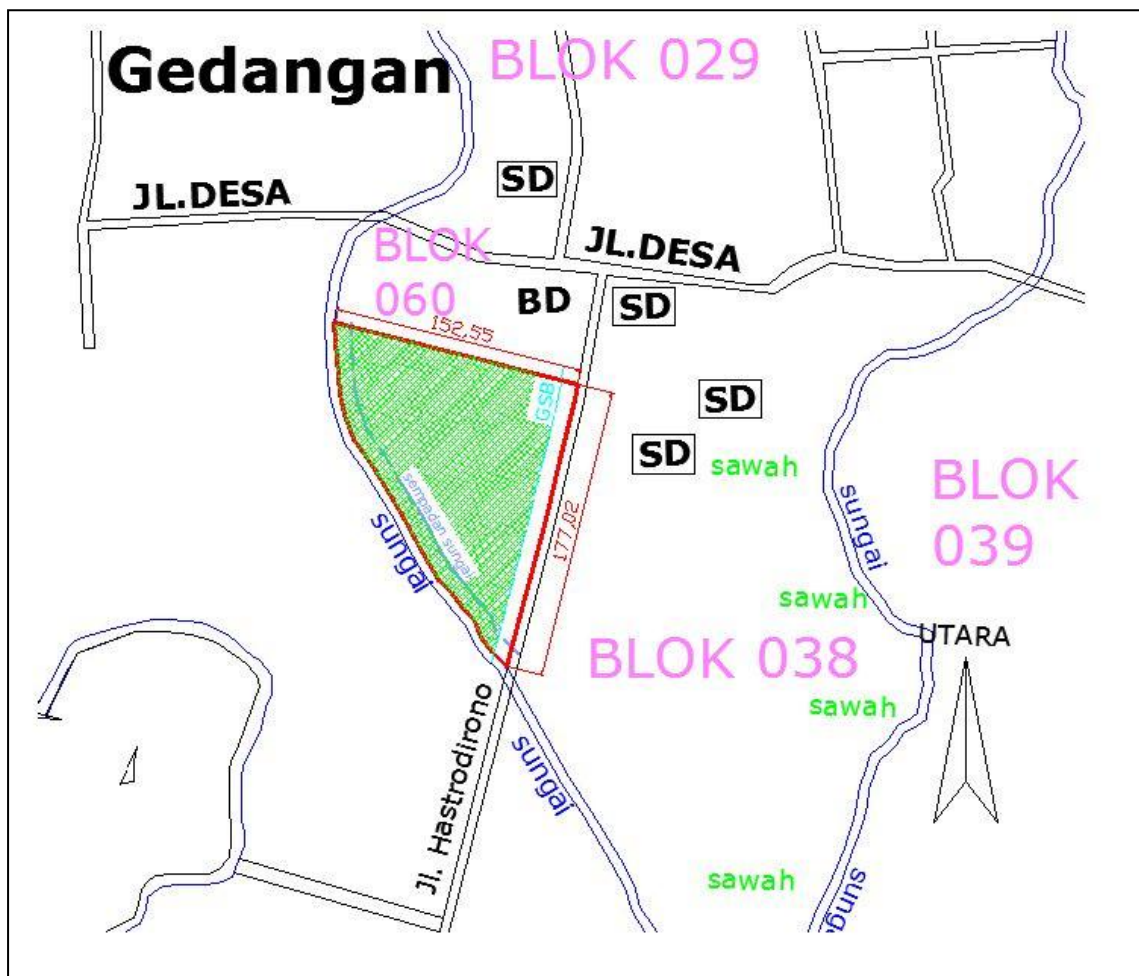 Gedangan
BLOK 029
SD
JL.DESA
BLOK
060
JL.DESA
BD
SD
152,55
GSB
SD
SD
sawah
BLOK
039
sungai
sempadan sungai
sungai
177,02
sawah
UTARA
BLOK 038
sawah
Jl. Hastrodirono
sungai
sawah
sunga